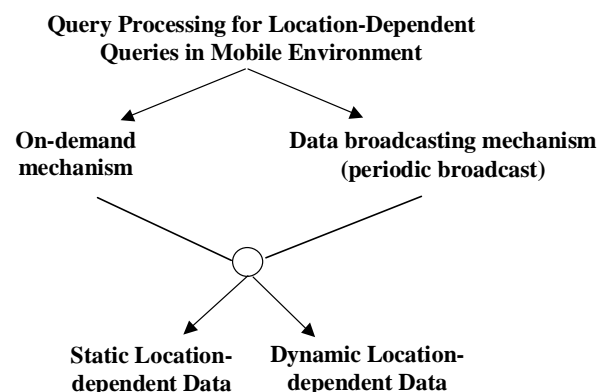 Query Processing for Location-Dependent
Queries in Mobile Environment
On-demand
mechanism
Data broadcasting mechanism
(periodic broadcast)
Static Location-
dependent Data
Dynamic Location-
dependent Data